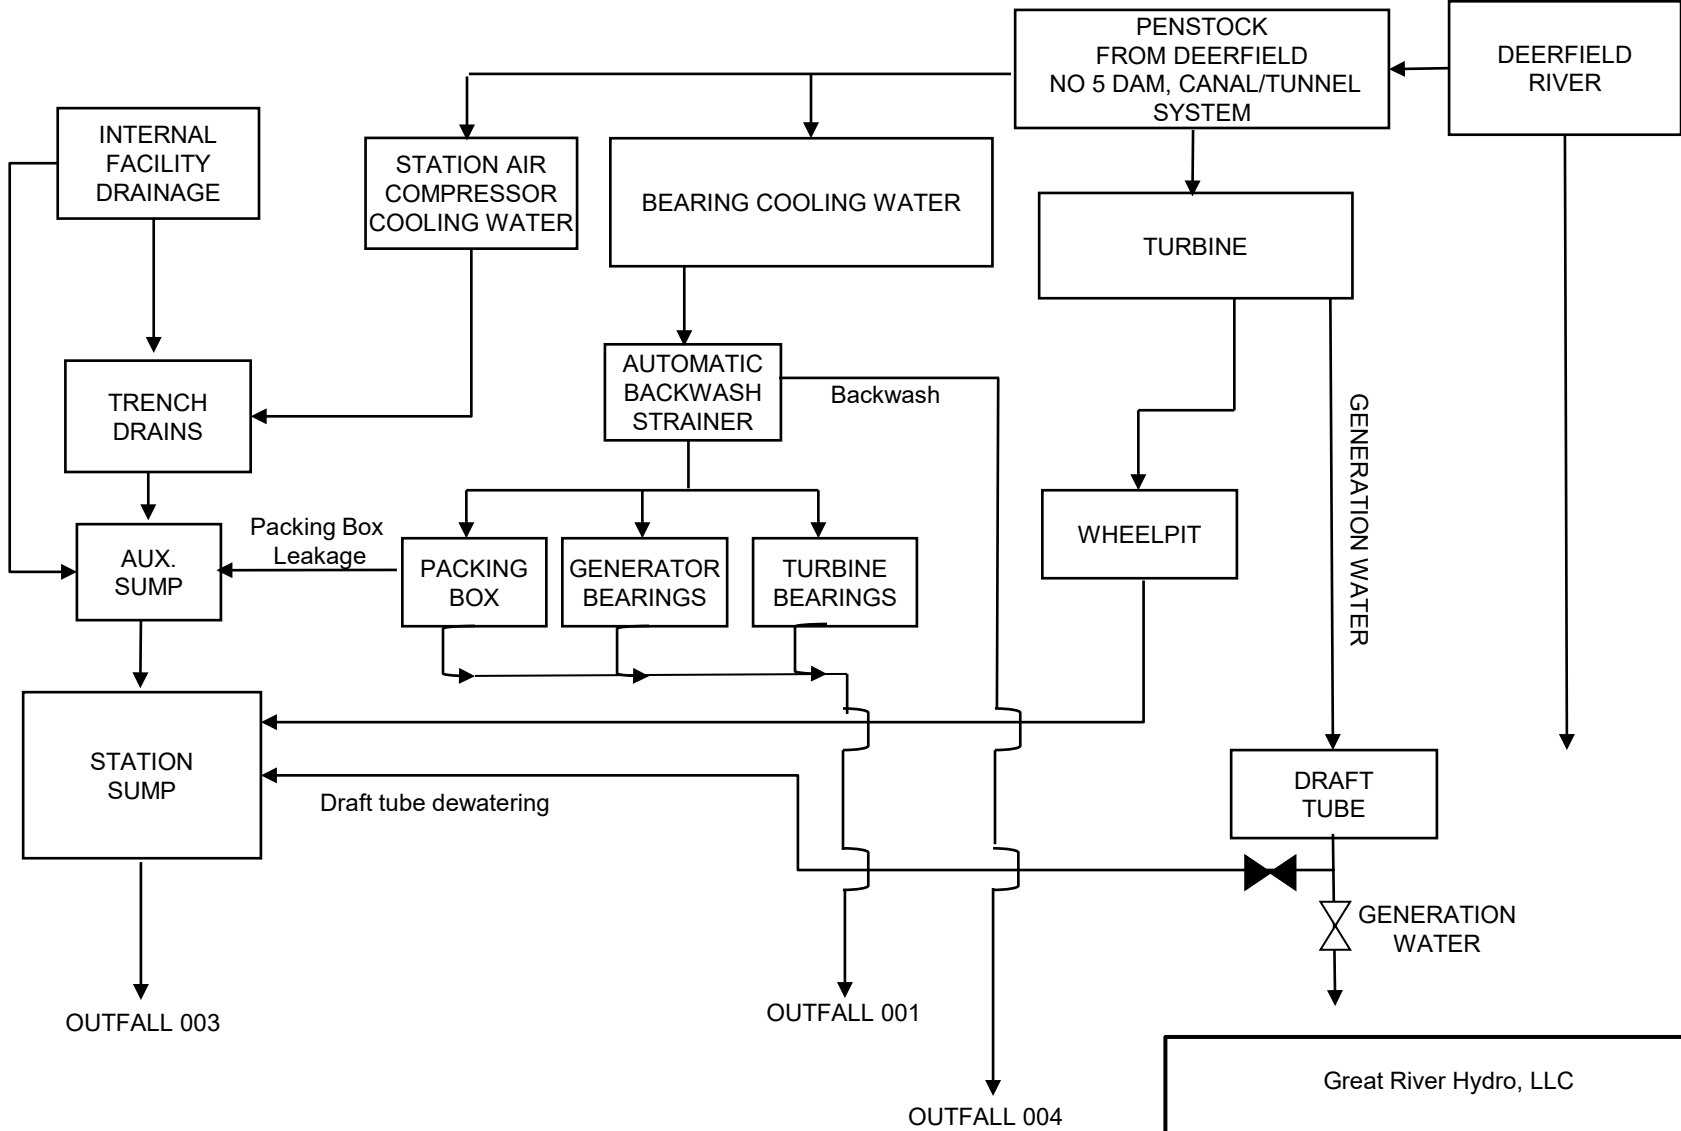 PENSTOCK
FROM DEERFIELD
NO 5 DAM, CANAL/TUNNEL
SYSTEM
DEERFIELD
RIVER
INTERNAL
FACILITY
DRAINAGE
STATION AIR
COMPRESSOR
COOLING WATER
BEARING COOLING WATER
TURBINE
TRENCH
DRAINS
AUTOMATIC
BACKWASH
STRAINER
Backwash
GENERATION WATER
AUX.
SUMP
Packing Box
Leakage
PACKING
BOX
GENERATOR
BEARINGS
TURBINE
BEARINGS
WHEELPIT
STATION
SUMP
Draft tube dewatering
DRAFT
TUBE
GENERATION
WATER
OUTFALL 003
OUTFALL 001
OUTFALL 004
Great River Hydro, LLC